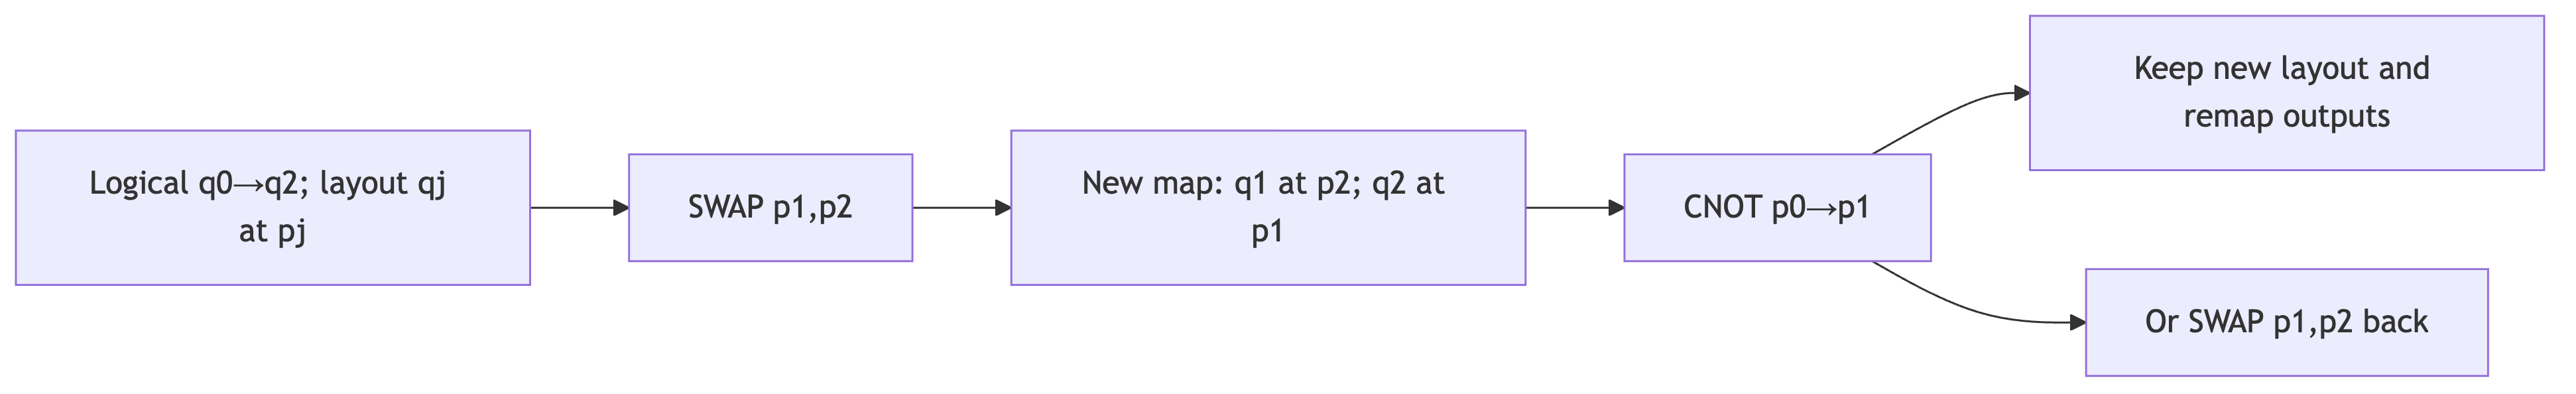 Logical q0→q2; layout qj
at pj
SWAP p1,p2
New map: q1 at p2; q2 at
p1
CNOT p0→p1
Keep new layout and
remap outputs
Or SWAP p1,p2 back